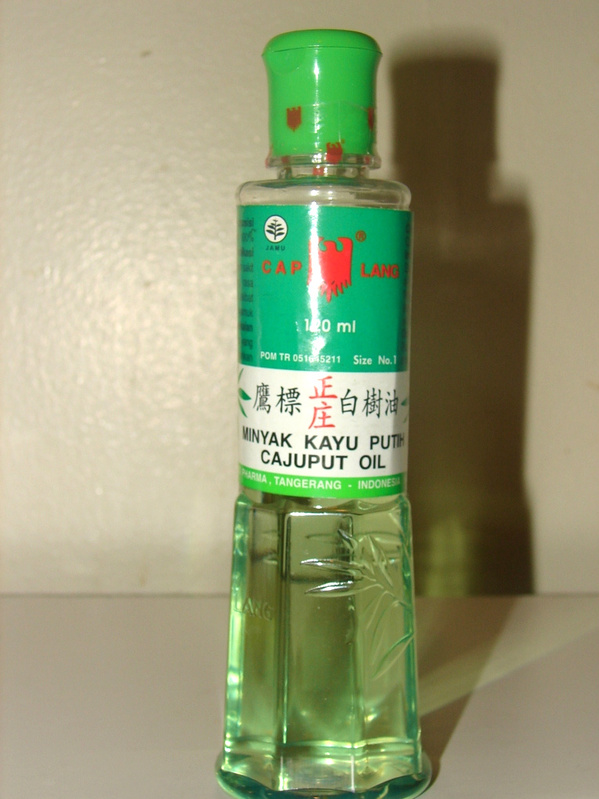 JAMU
CAP LANG ®
120 ml
POM TR 051645211 Size No.1
鷹標正庄白樹油
MINYAK KAYU PUTIH
CAJUPUT OIL
PHARMA, TANGERANG - INDONESIA
LANG